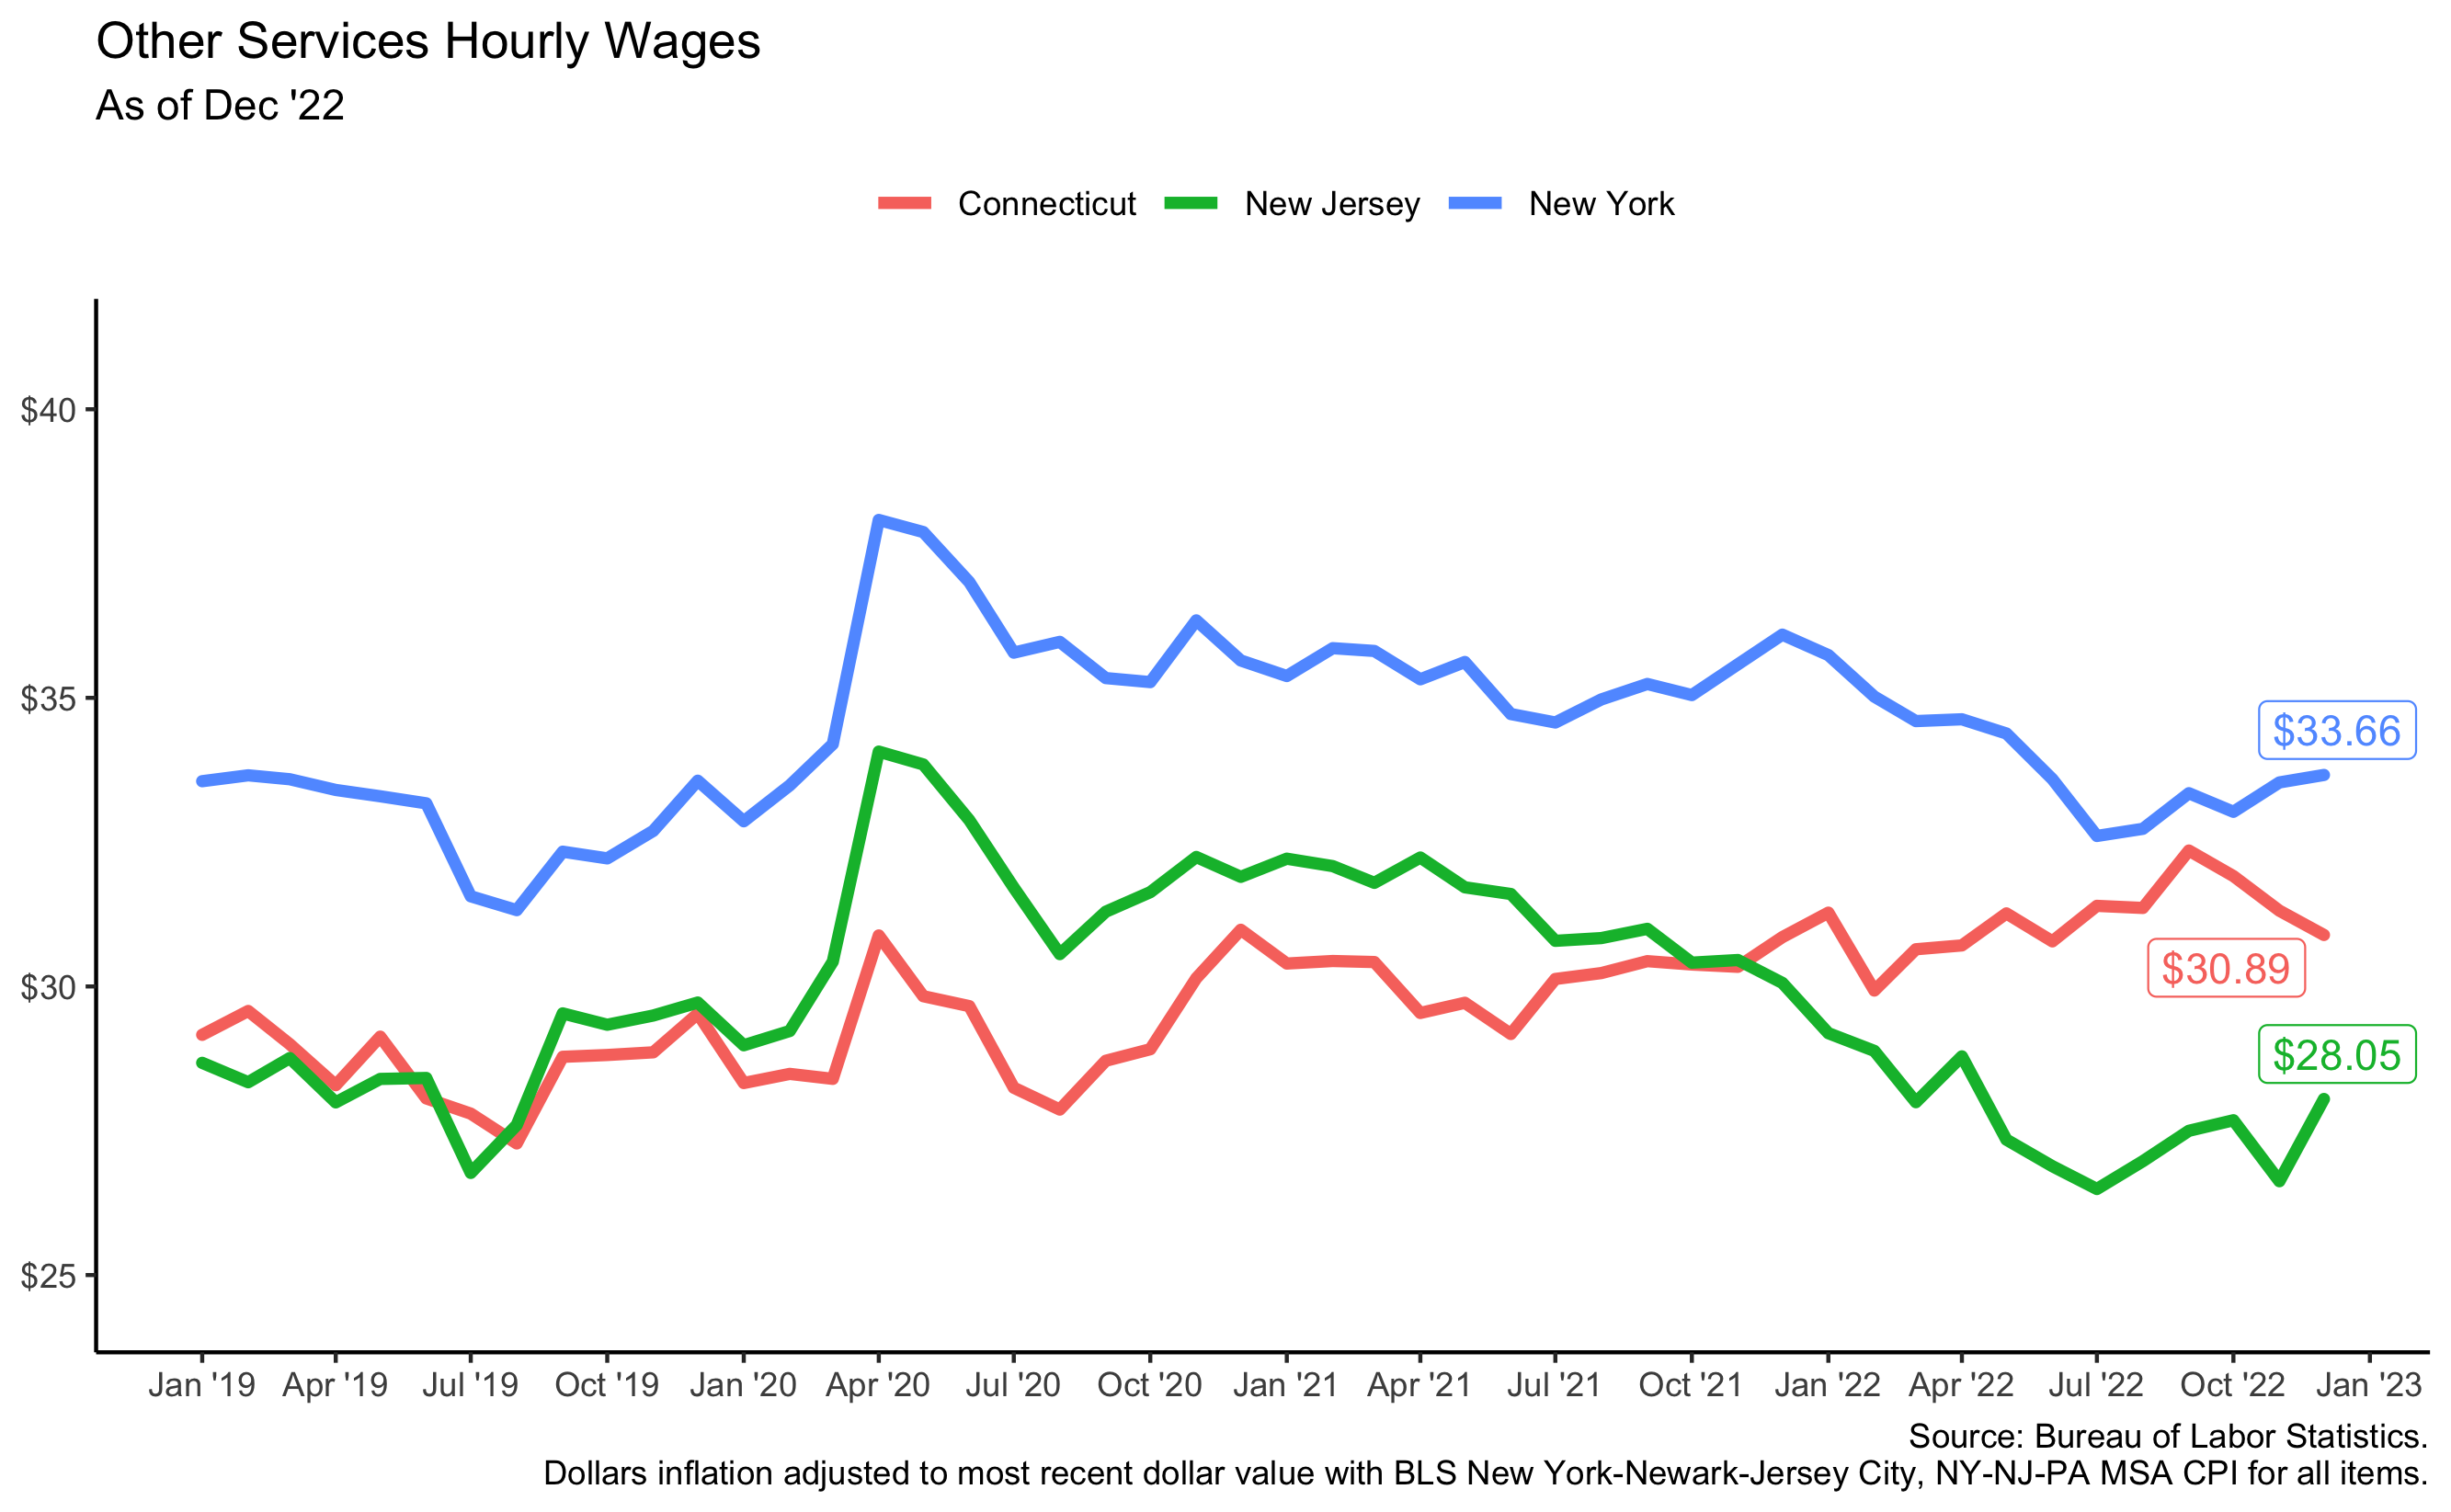 Other Services Hourly Wages
As of Dec '22
Connecticut New Jersey New York
$40
$35
$30
$25
$33.66
$30.89
$28.05
Jan '19 Apr '19 Jul '19 Oct '19 Jan '20 Apr '20 Jul '20 Oct '20 Jan '21 Apr '21 Jul '21 Oct '21 Jan '22 Apr '22 Jul '22 Oct '22 Jan '23
Source: Bureau of Labor Statistics.
Dollars inflation adjusted to most recent dollar value with BLS New York-Newark-Jersey City, NY-NJ-PA MSA CPI for all items.